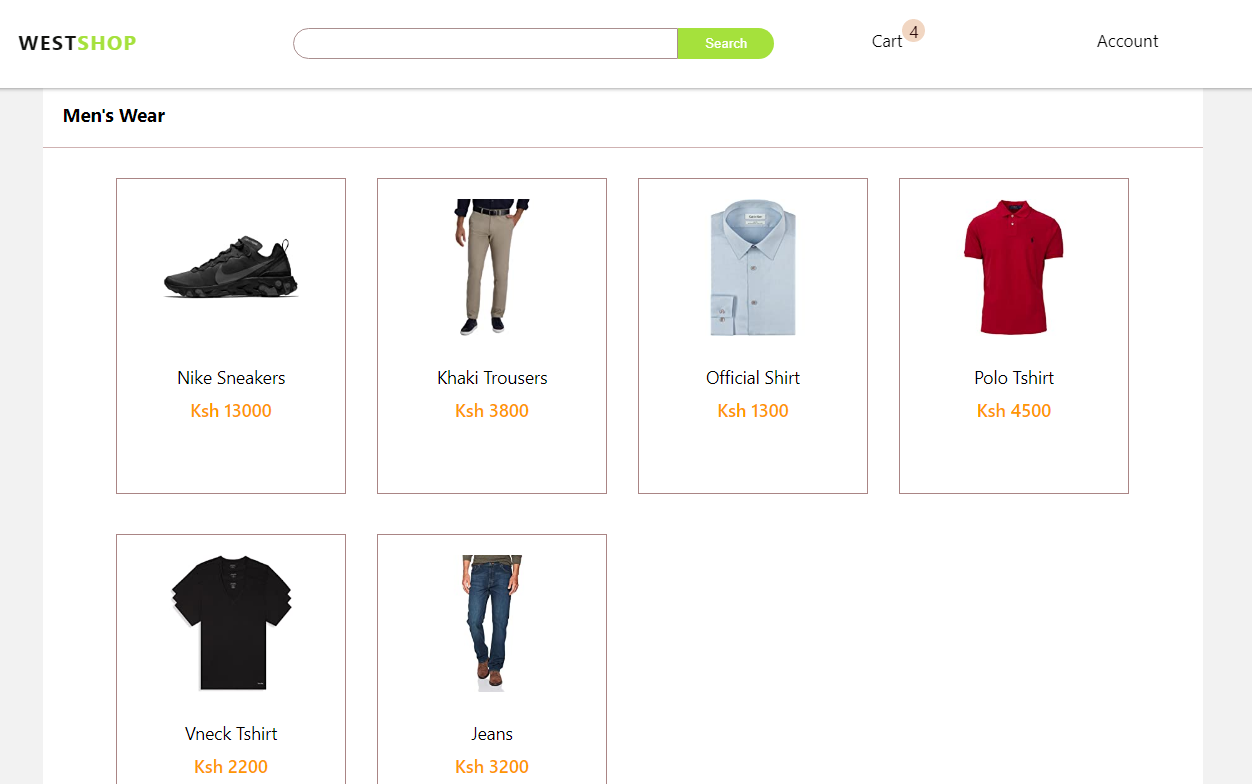 WESTSHOP
Search
Cart 4
Account
Men's Wear
Nike Sneakers
Ksh 13000
Khaki Trousers
Ksh 3800
Official Shirt
Ksh 1300
Polo Tshirt
Ksh 4500
Vneck Tshirt
Ksh 2200
Jeans
Ksh 3200